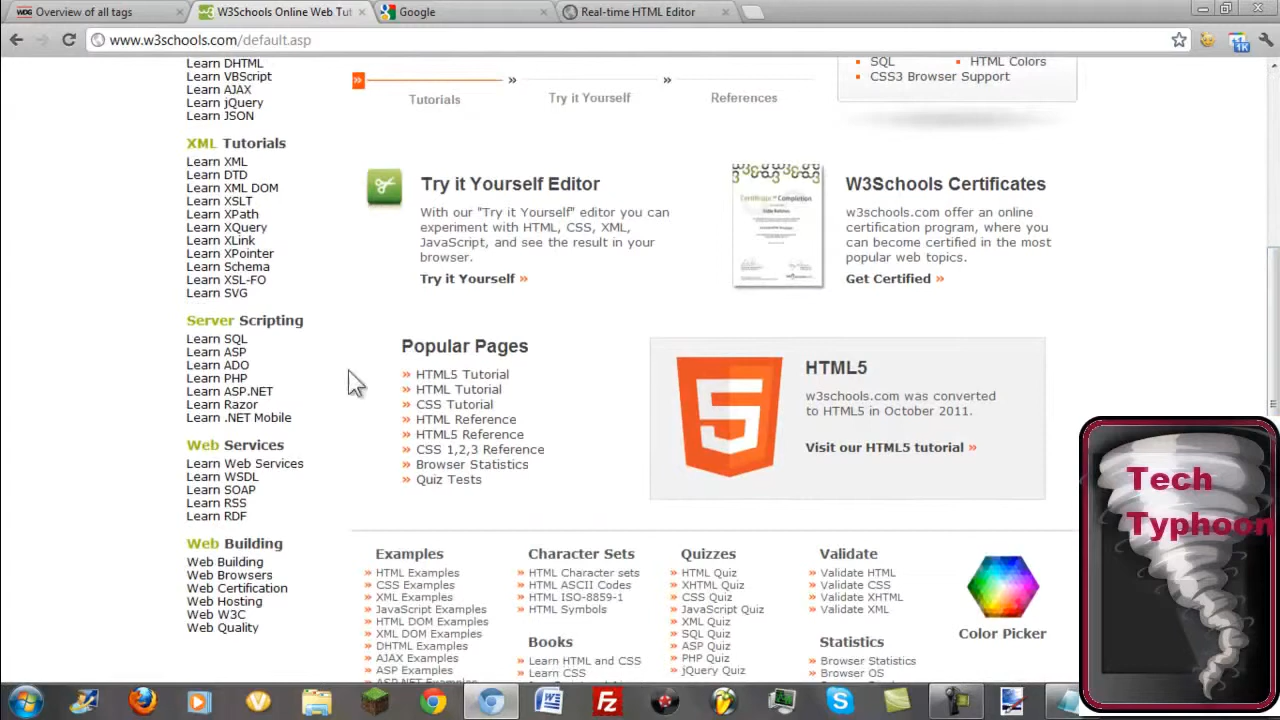 Overview of all tags
W3Schools Online Web Tut
Google
Real-time HTML Editor
www.w3schools.com/default.asp
1K
Learn DHTML
Learn VBScript
Learn AJAX
Learn jQuery
Learn JSON
XML Tutorials
Learn XML
Learn DTD
Learn XML DOM
Learn XSLT
Learn XPath
Learn XQuery
Learn XLink
Learn XPointer
Learn Schema
Learn XSL-FO
Learn SVG
Server Scripting
Learn SQL
Learn ASP
Learn ADO
Learn PHP
Learn ASP.NET
Learn Razor
Learn .NET Mobile
Web Services
Learn Web Services
Learn WSDL
Learn SOAP
Learn RSS
Learn RDF
Web Building
Web Building
Web Browsers
Web Certification
Web Hosting
Web W3C
Web Quality
» » »
Tutorials Try it Yourself References
SQL HTML Colors
CSS3 Browser Support
Try it Yourself Editor
With our "Try it Yourself" editor you can
experiment with HTML, CSS, XML,
JavaScript, and see the result in your
browser.
Try it Yourself »
W3Schools Certificates
w3schools.com offer an online
certification program, where you
can become certified in the most
popular web topics.
Get Certified »
Popular Pages
» HTML5 Tutorial
» HTML Tutorial
» CSS Tutorial
» HTML Reference
» HTML5 Reference
» CSS 1,2,3 Reference
» Browser Statistics
» Quiz Tests
5
HTML5
w3schools.com was converted
to HTML5 in October 2011.
Visit our HTML5 tutorial »
Examples
» HTML Examples
» CSS Examples
» XML Examples
» JavaScript Examples
» HTML DOM Examples
» XML DOM Examples
» DHTML Examples
» AJAX Examples
» ASP Examples
Character Sets
» HTML Character sets
» HTML ASCII Codes
» HTML ISO-8859-1
» HTML Symbols
Books
» Learn HTML and CSS
» Learn CSS
Quizzes
» HTML Quiz
» XHTML Quiz
» CSS Quiz
» JavaScript Quiz
» XML Quiz
» SQL Quiz
» ASP Quiz
» PHP Quiz
» jQuery Quiz
Validate
» Validate HTML
» Validate CSS
» Validate XHTML
» Validate XML
Statistics
» Browser Statistics
» Browser OS
Color Picker
Tech
Typhoon